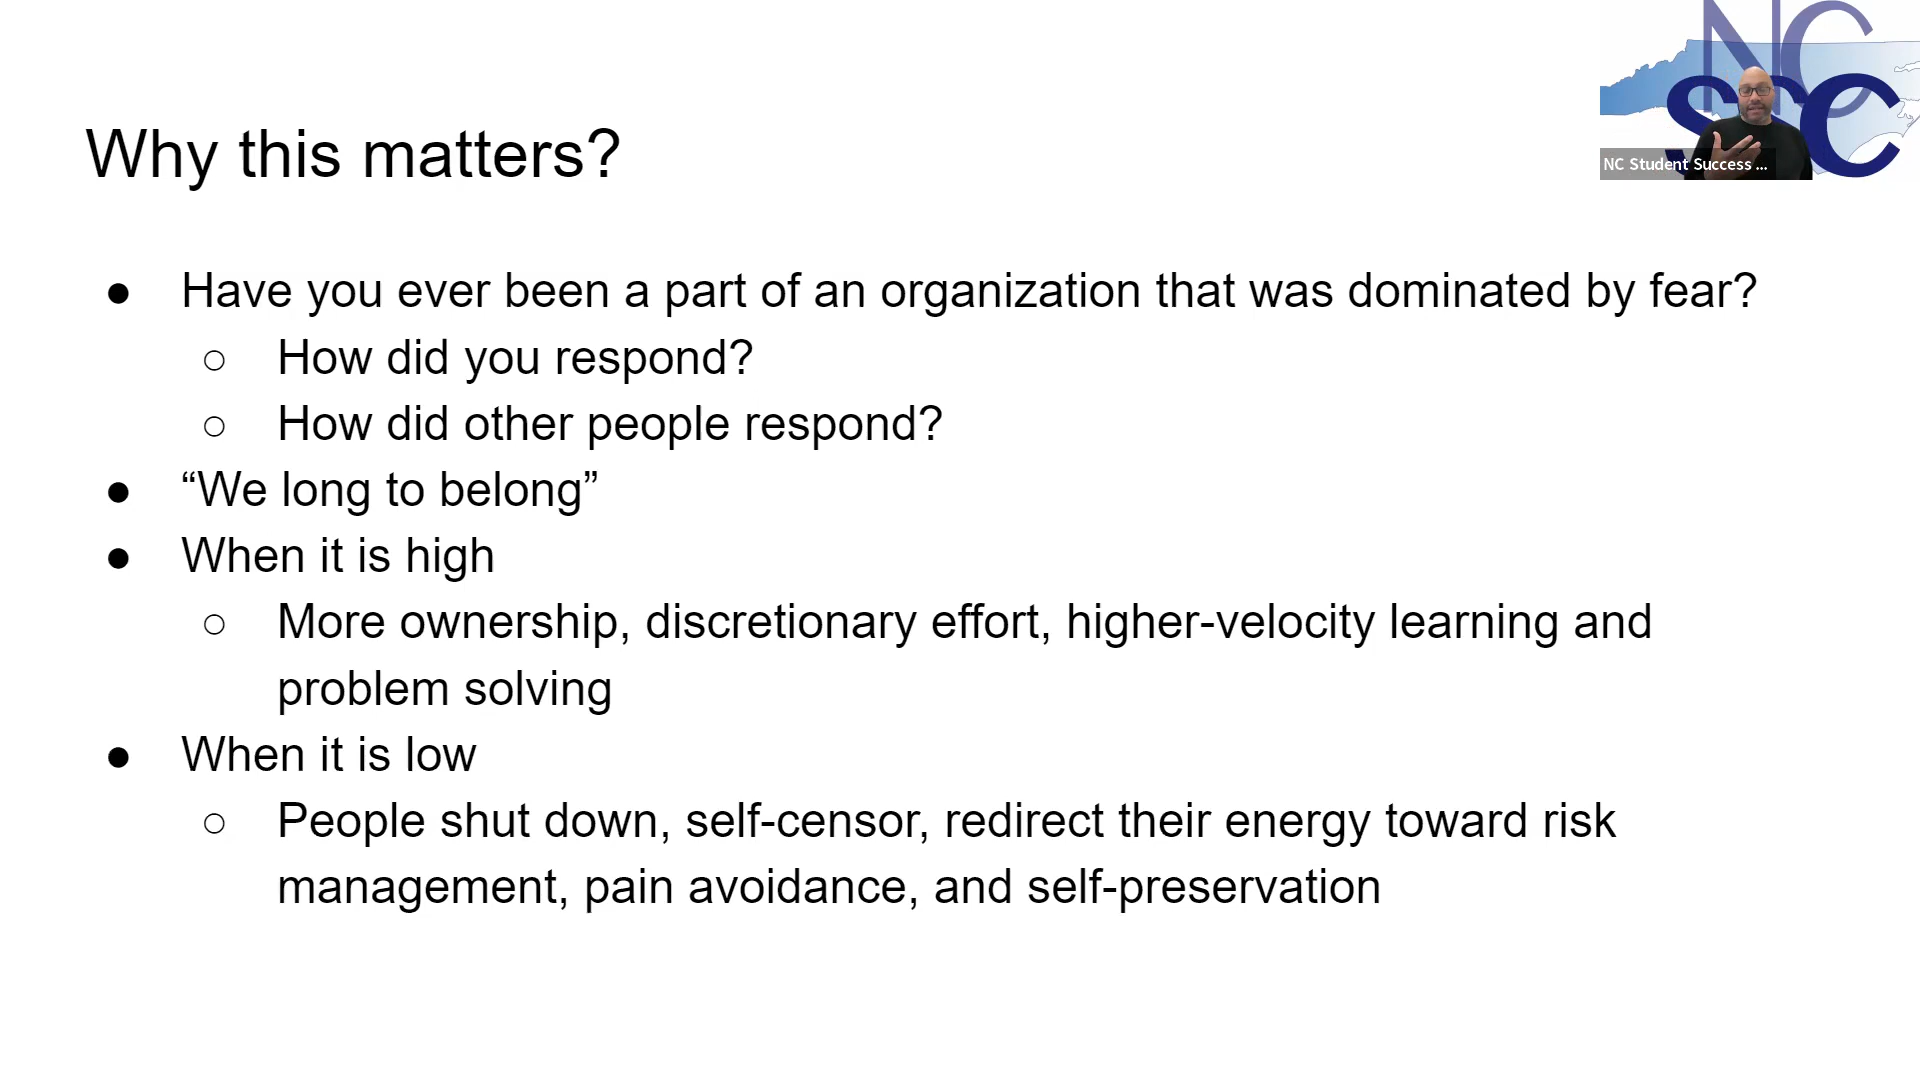 NC
SSC
NC Student Success ...
Why this matters?
● Have you ever been a part of an organization that was dominated by fear?
○ How did you respond?
○ How did other people respond?
● “We long to belong”
● When it is high
○ More ownership, discretionary effort, higher-velocity learning and
problem solving
● When it is low
○ People shut down, self-censor, redirect their energy toward risk
management, pain avoidance, and self-preservation